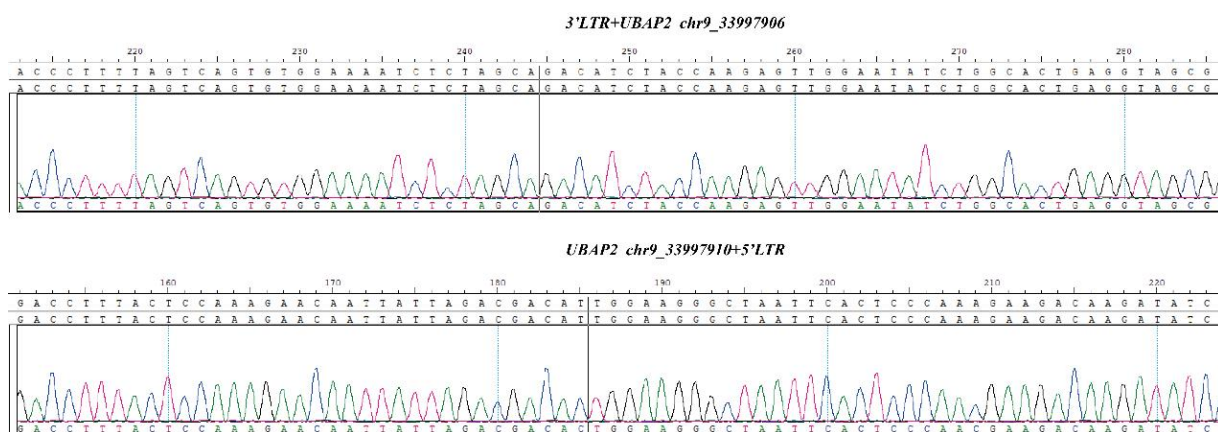 3'LTR+UBAP2 chr9_33997906
220 230 240 250 260 270 280
A C C C T T T T A G T C A G T G T G G A A A A T C T C T A G C A G A C A T C T A C C A A G A G T T G G A A T A T C T G G C A C T G A G G T A G C G
A C C C T T T T A G T C A G T G T G G A A A A T C T C T A G C A G A C A T C T A C C A A G A G T T G G A A T A T C T G G C A C T G A G G T A G C G
A C C C T T T T A G T C A G T G T G G A A A A T C T C T A G C A G A C A T C T A C C A A G A G T T G G A A T A T C T G G C A C T G A G G T A G C G
UBAP2 chr9_33997910+5'LTR
160 170 180 190 200 210 220
G A C C T T T A C T C C A A A G A A C A A T T A T T A G A C G A C A T T G G A A G G G C T A A T T C A C T C C C A A A G A A G A C A A G A T A T C
G A C C T T T A C T C C A A A G A A C A A T T A T T A G A C G A C A T T G G A A G G G C T A A T T C A C T C C C A A A G A A G A C A A G A T A T C
G A C C T T T A C T C C A A A G A A C A A T T A T T A G A C G A C A C T G G A A G G G C T A A T T C A C T C C C A A C G A A G A C A A G A T A T C